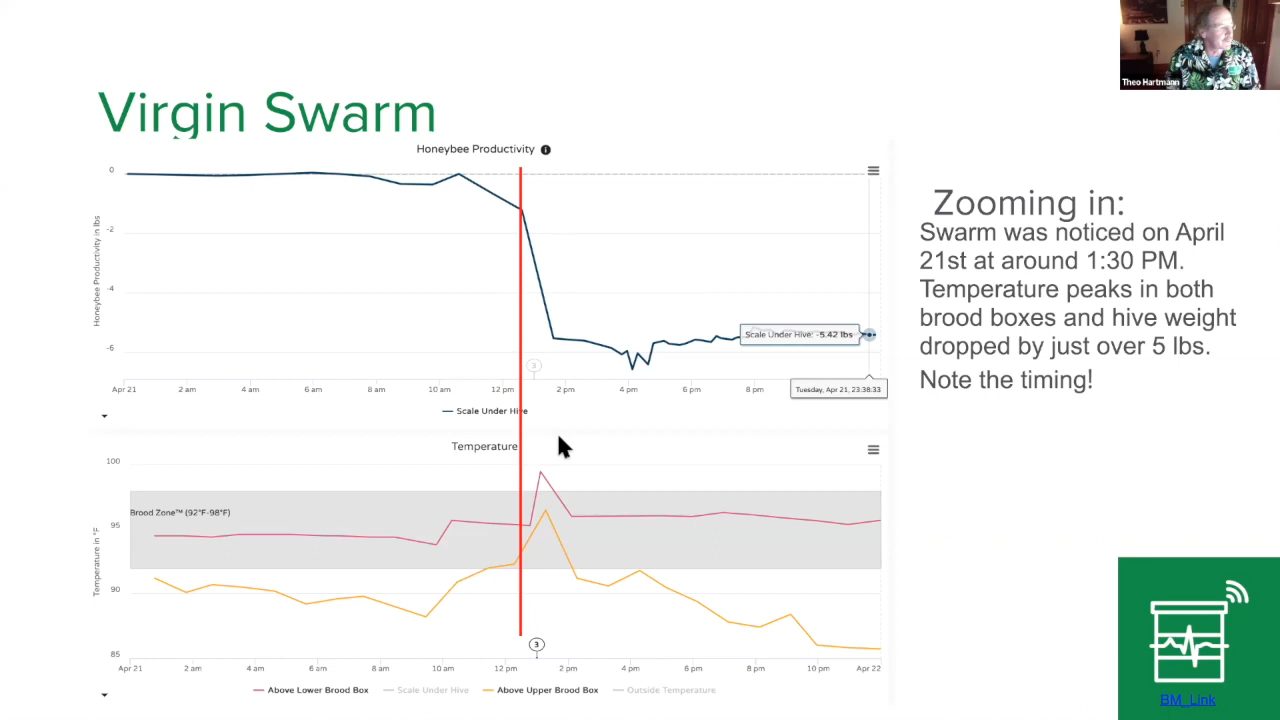 Theo Hartmann
Virgin Swarm
Honeybee Productivity
0
-2
-4
-6
Honeybee Productivity in lbs
Scale Under Hive: -5.42 lbs
3
Apr 21
2 am
4 am
6 am
8 am
10 am
12 pm
2 pm
4 pm
6 pm
8 pm
Tuesday, Apr 21, 23:38:33
Scale Under Hive
Zooming in:
Swarm was noticed on April
21st at around 1:30 PM.
Temperature peaks in both
brood boxes and hive weight
dropped by just over 5 lbs.
Note the timing!
Temperature
100
95
90
85
Temperature in °F
Brood Zone™ (92°F-98°F)
3
Apr 21
2 am
4 am
6 am
8 am
10 am
12 pm
2 pm
4 pm
6 pm
8 pm
10 pm
Apr 22
Above Lower Brood Box
Scale Under Hive
Above Upper Brood Box
Outside Temperature
BM_Link